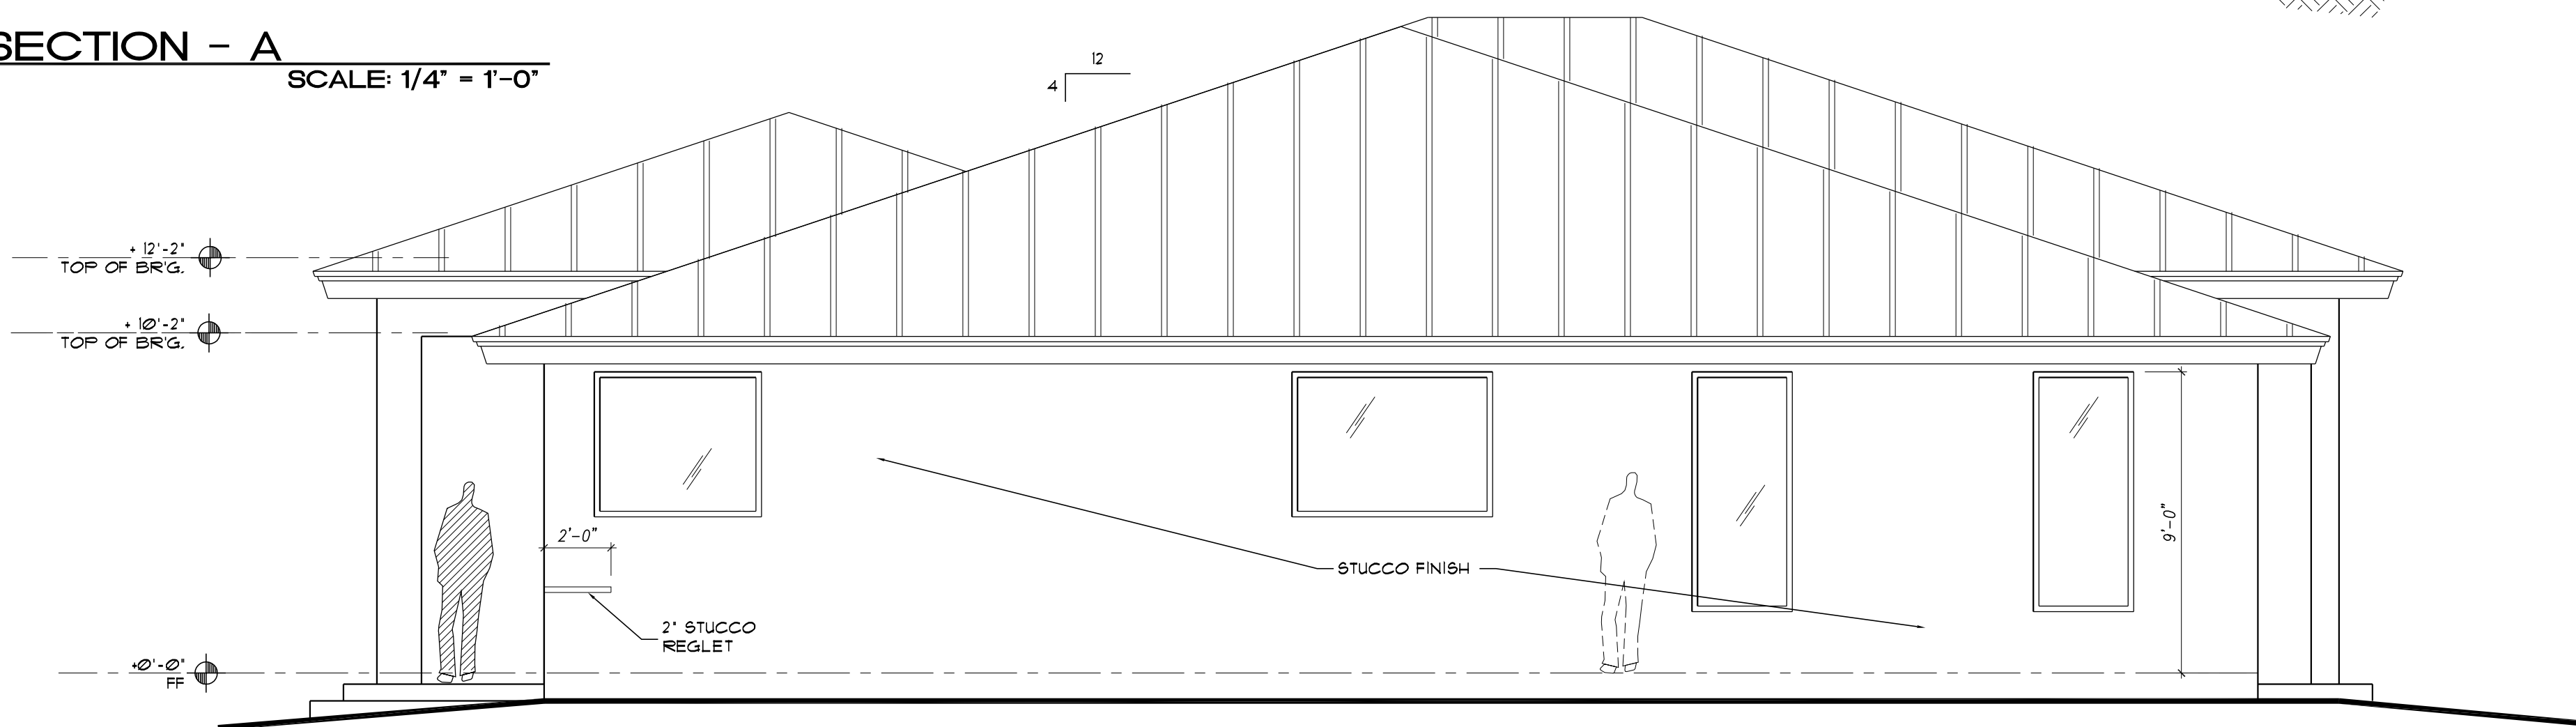 SECTION - A
SCALE: 1/4" = 1'-0"
12
4
+ 12'-2"
TOP OF BR'G.
+ 10'-2"
TOP OF BR'G.
2'-0"
9'-0"
STUCCO FINISH
2" STUCCO
REGLET
+0'-0"
FF